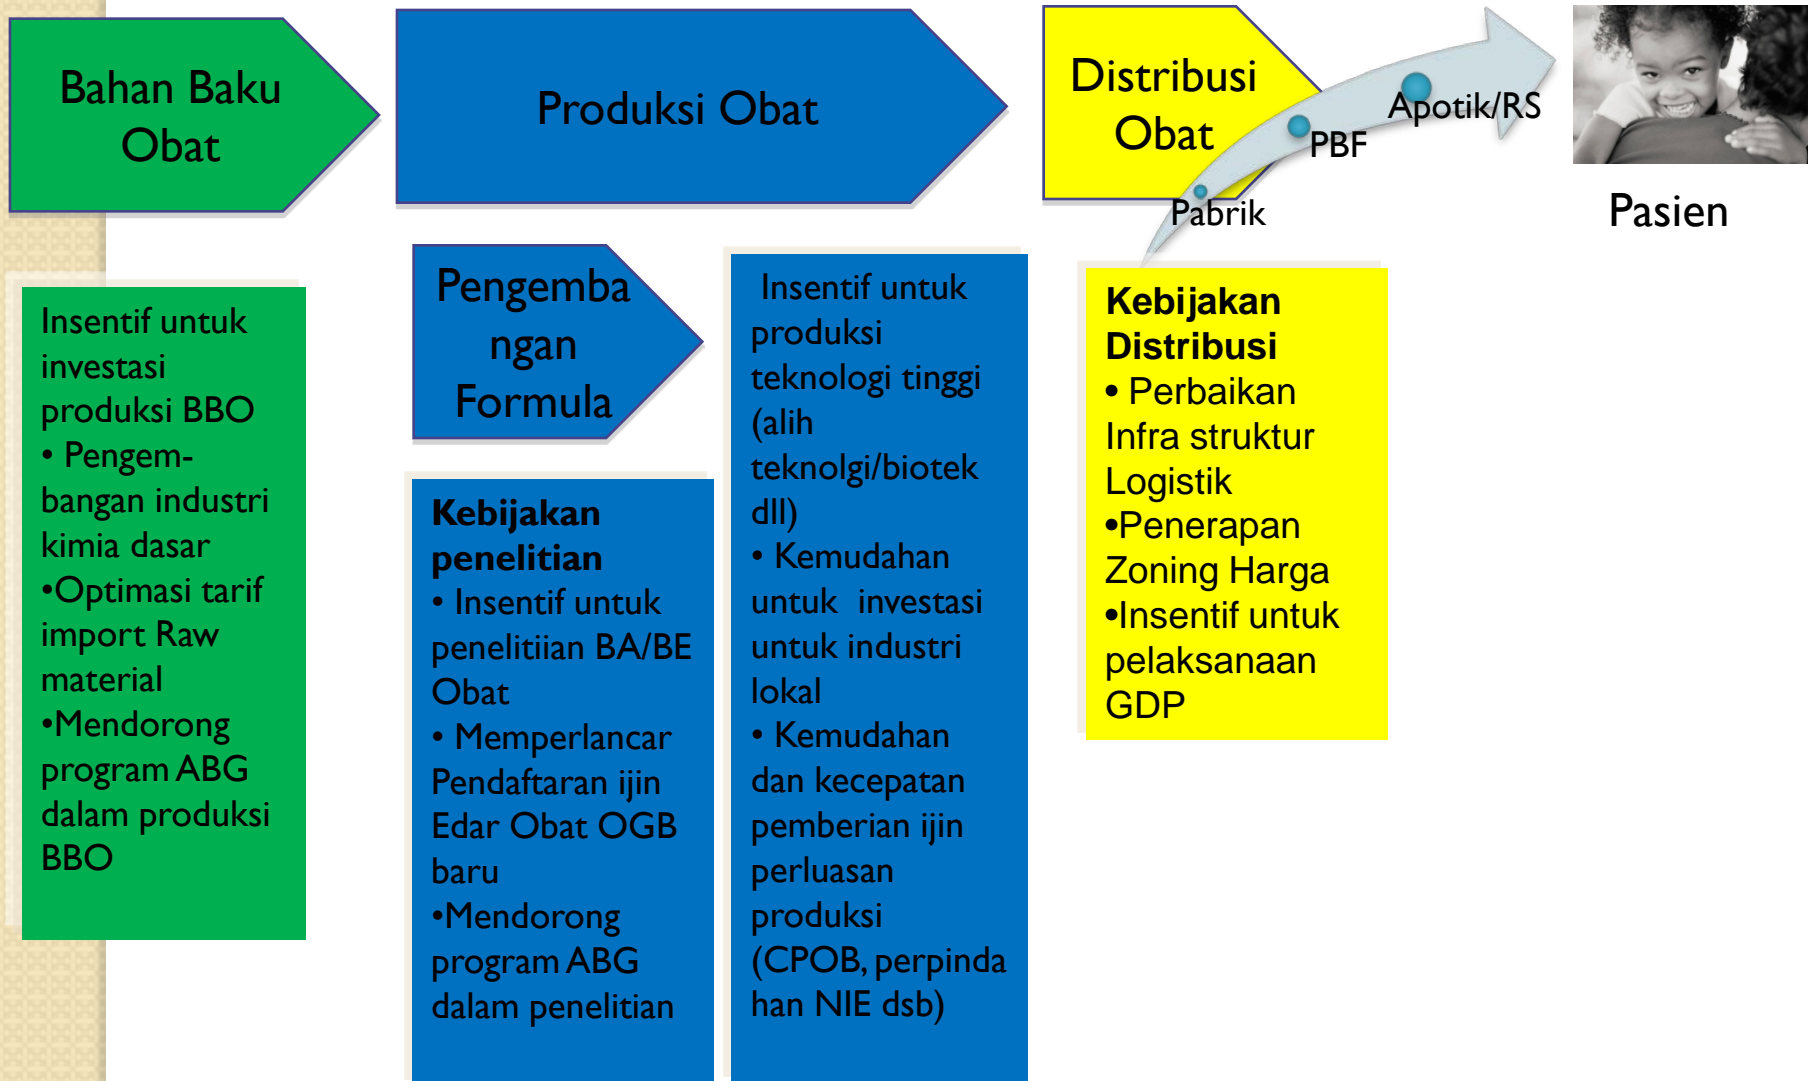 Bahan Baku
Obat
Produksi Obat
Distribusi
Obat
Pabrik
PBF
Apotik/RS
Pasien
Insentif untuk
investasi
produksi BBO
• Pengem-
bangan industri
kimia dasar
•Optimasi tarif
import Raw
material
•Mendorong
program ABG
dalam produksi
BBO
Pengemba
ngan
Formula
Kebijakan
penelitian
• Insentif untuk
penelitiian BA/BE
Obat
• Memperlancar
Pendaftaran ijin
Edar Obat OGB
baru
•Mendorong
program ABG
dalam penelitian
Insentif untuk
produksi
teknologi tinggi
(alih
teknolgi/biotek
dll)
• Kemudahan
untuk investasi
untuk industri
lokal
• Kemudahan
dan kecepatan
pemberian ijin
perluasan
produksi
(CPOB, perpinda
han NIE dsb)
Kebijakan
Distribusi
• Perbaikan
Infra struktur
Logistik
•Penerapan
Zoning Harga
•Insentif untuk
pelaksanaan
GDP